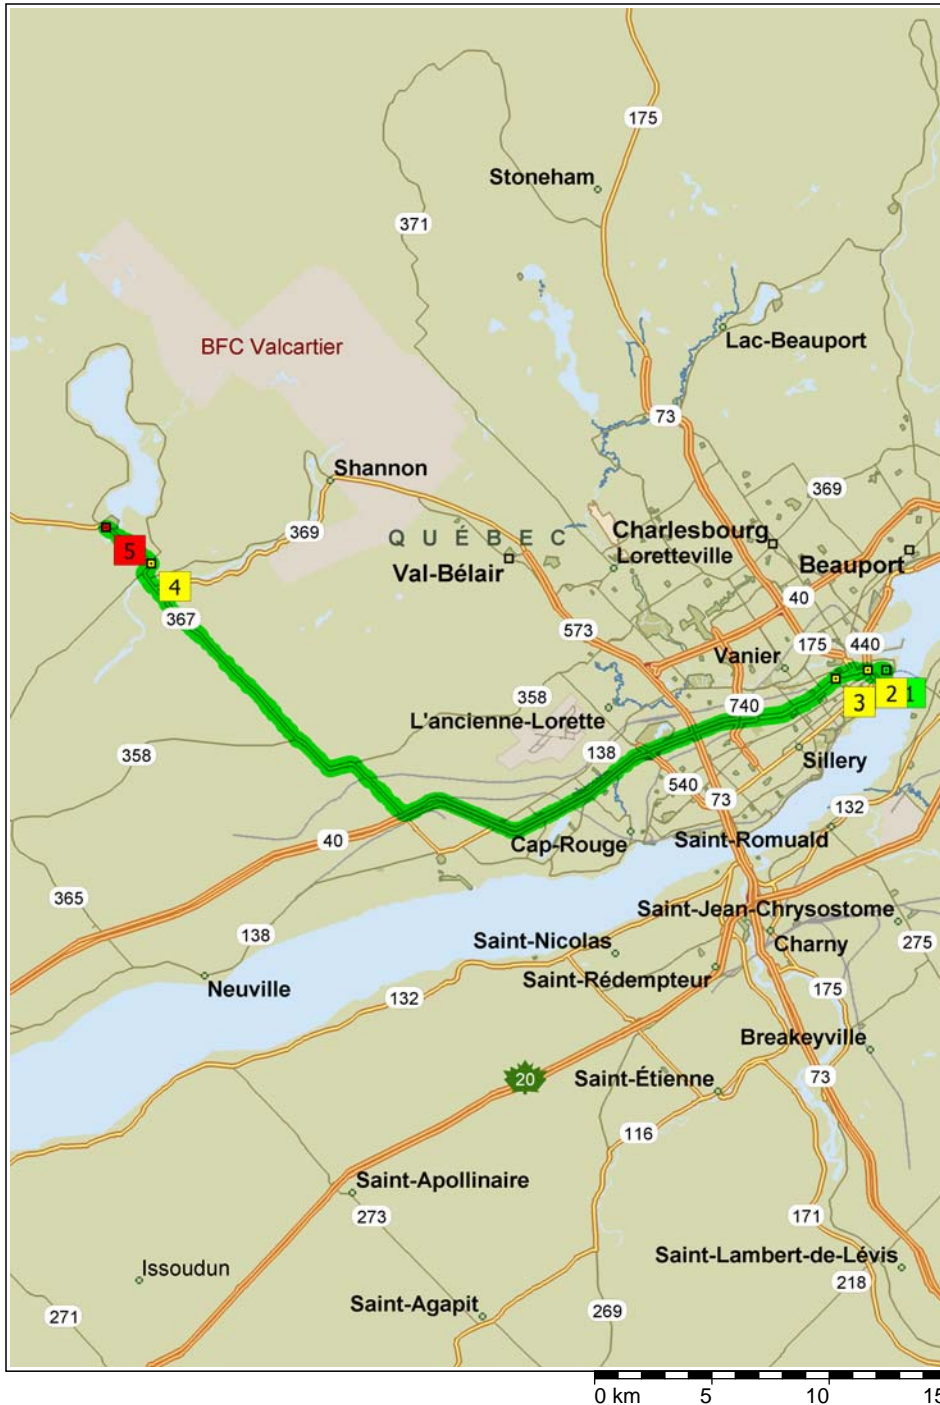 175
Stoneham
371
BFC Valcartier
Lac-Beauport
73
Shannon
369
369
QUÉBEC
Charlesbourg
Loretteville
Beauport
Val-Bélair
5
4
40
367
573
175
440
Vanier
358
L'ancienne-Lorette
740
3
2
1
358
138
Sillery
540
73
132
40
Cap-Rouge
Saint-Romuald
365
138
Saint-Jean-Chrysostome
Saint-Nicolas
Charny
275
Neuville
132
Saint-Rédempteur
175
Breakeyville
20
Saint-Étienne
73
116
Saint-Apollinaire
273
171
Issoudun
Saint-Lambert-de-Lévis
218
271
Saint-Agapit
269
0 km 5 10 15